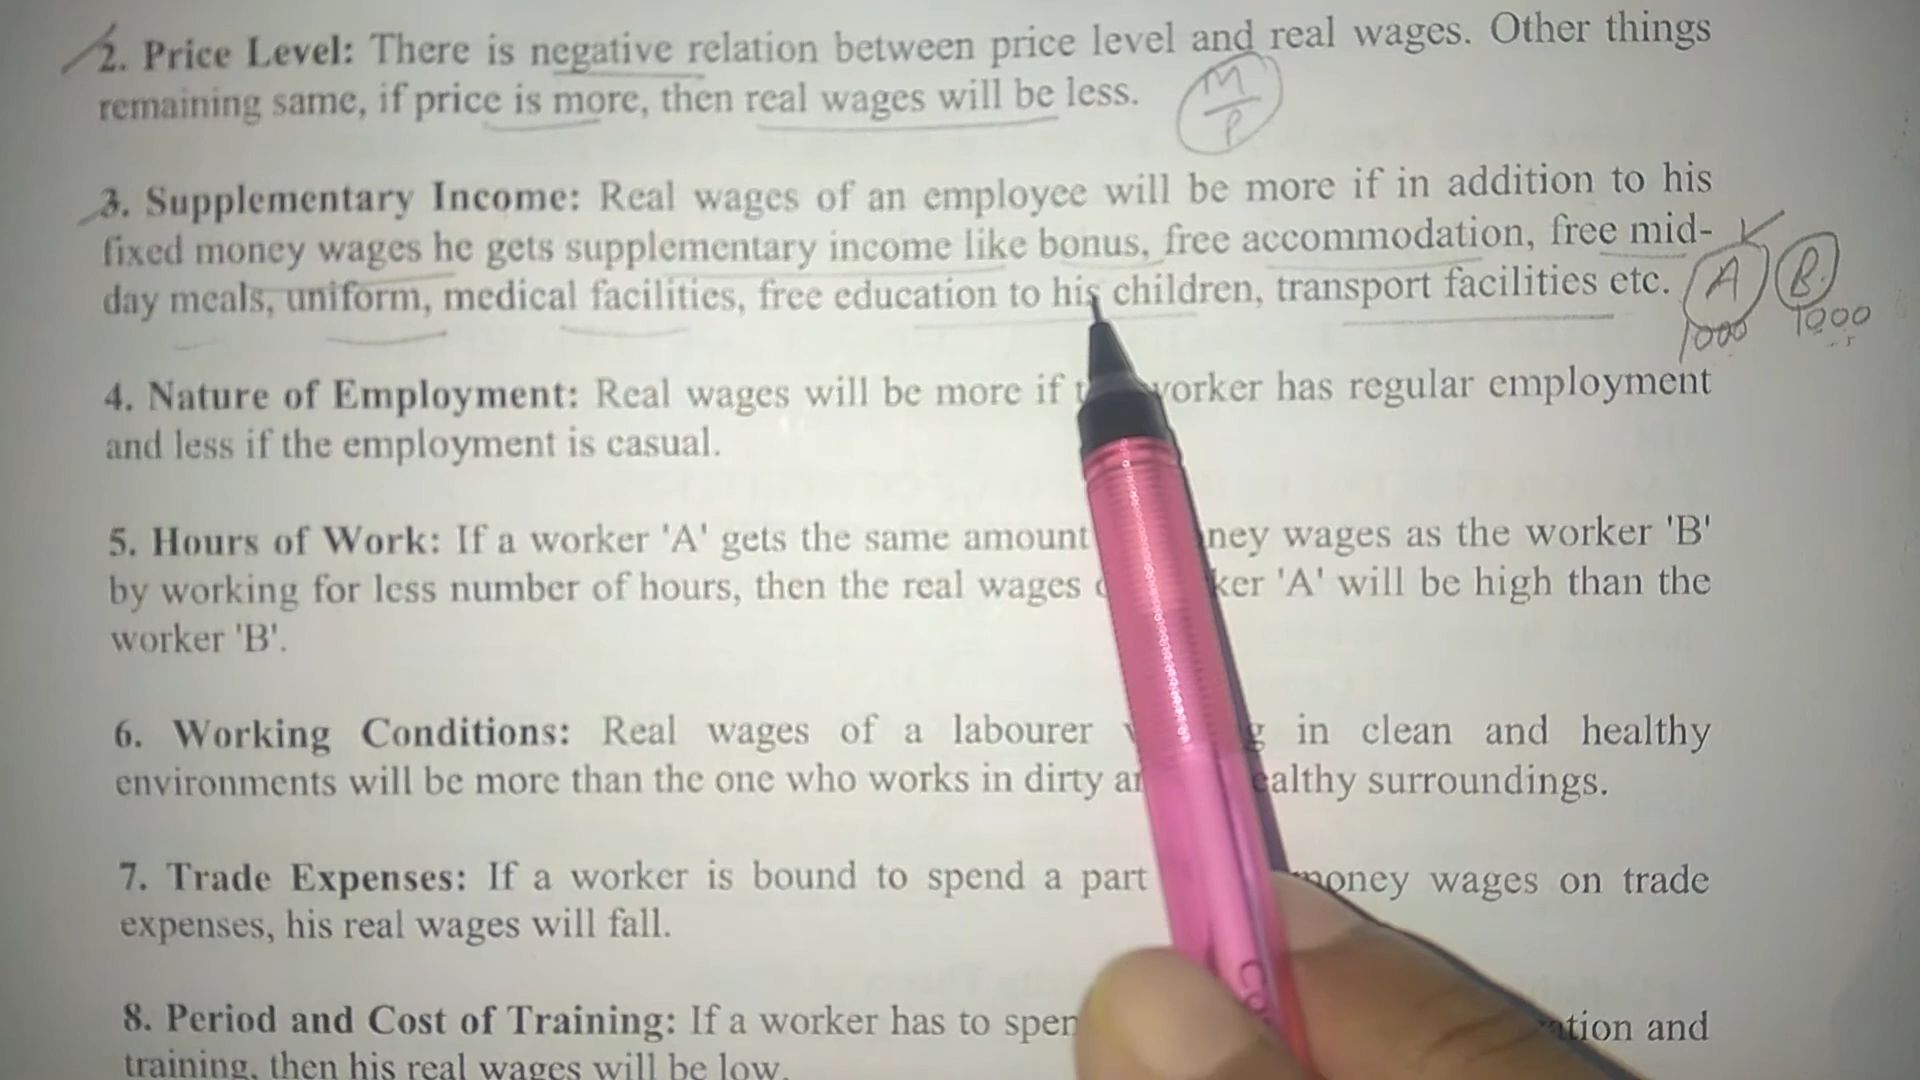 2. Price Level: There is negative relation between price level and real wages. Other things
remaining same, if price is more, then real wages will be less.
M
P
3. Supplementary Income: Real wages of an employee will be more if in addition to his
fixed money wages he gets supplementary income like bonus, free accommodation, free mid-
day meals, uniform, medical facilities, free education to his children, transport facilities etc.
A B
1000 1000
4. Nature of Employment: Real wages will be more if worker has regular employment
and less if the employment is casual.
5. Hours of Work: If a worker 'A' gets the same amount wages as the worker 'B'
by working for less number of hours, then the real wages 'A' will be high than the
worker 'B'.
6. Working Conditions: Real wages of a labourer in clean and healthy
environments will be more than the one who works in dirty surroundings.
7. Trade Expenses: If a worker is bound to spend a part money wages on trade
expenses, his real wages will fall.
8. Period and Cost of Training: If a worker has to and
training, then his real wages will be low.